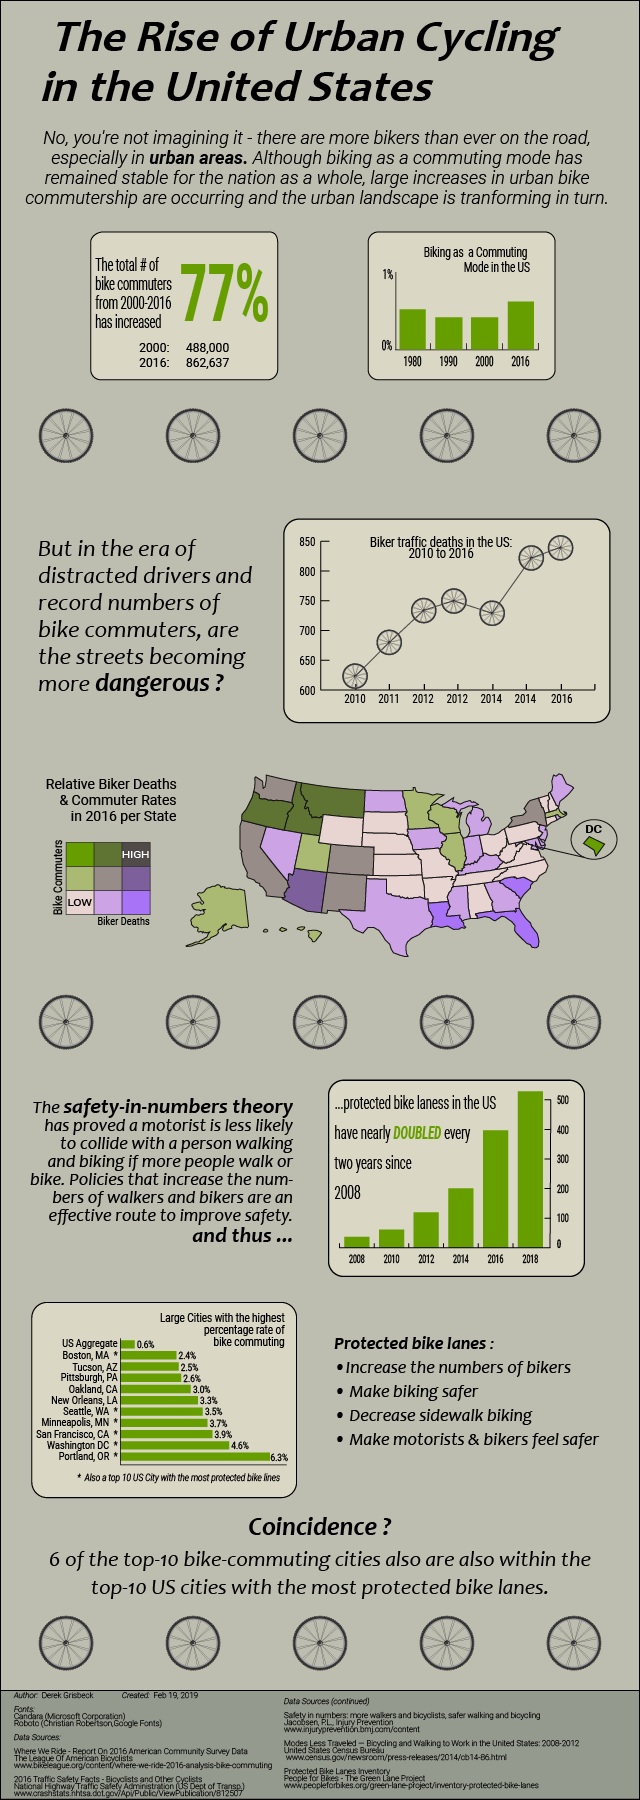 The Rise of Urban Cycling
in the United States
No, you're not imagining it - there are more bikers than ever on the road,
especially in urban areas. Although biking as a commuting mode has
remained stable for the nation as a whole, large increases in urban bike
commutership are occurring and the urban landscape is tranforming in turn.
The total # of
bike commuters
from 2000-2016
has increased
77%
2000: 488,000
2016: 862,637
Biking as a Commuting
Mode in the US
1%
0%
1980 1990 2000 2016
But in the era of
distracted drivers and
record numbers of
bike commuters, are
the streets becoming
more dangerous ?
Biker traffic deaths in the US:
2010 to 2016
850
800
750
700
650
600
2010 2011 2012 2012 2014 2014 2016
Relative Biker Deaths
& Commuter Rates
in 2016 per State
Bike Commuters
HIGH
LOW
Biker Deaths
DC
The safety-in-numbers theory
has proved a motorist is less likely
to collide with a person walking
and biking if more people walk or
bike. Policies that increase the num-
bers of walkers and bikers are an
effective route to improve safety.
and thus ...
...protected bike laness in the US
have nearly DOUBLED every
two years since
2008
500
400
300
200
100
0
2008 2010 2012 2014 2016 2018
Large Cities with the highest
percentage rate of
bike commuting
US Aggregate 0.6%
Boston, MA * 2.4%
Tucson, AZ 2.5%
Pittsburgh, PA 2.6%
Oakland, CA 3.0%
New Orleans, LA 3.3%
Seattle, WA * 3.5%
Minneapolis, MN * 3.7%
San Francisco, CA * 3.9%
Washington DC * 4.6%
Portland, OR * 6.3%
* Also a top 10 US City with the most protected bike lines
Protected bike lanes :
•Increase the numbers of bikers
• Make biking safer
• Decrease sidewalk biking
• Make motorists & bikers feel safer
Coincidence ?
6 of the top-10 bike-commuting cities also are also within the
top-10 US cities with the most protected bike lanes.
Author: Derek Grisbeck Created: Feb 19, 2019
Fonts:
Candara (Microsoft Corporation)
Roboto (Christian Robertson,Google Fonts)
Data Sources:
Where We Ride - Report On 2016 American Community Survey Data
The League Of American Bicyclists
www.bikeleague.org/content/where-we-ride-2016-analysis-bike-commuting
2016 Traffic Safety Facts - Bicyclists and Other Cyclists
National Highway Traffic Safety Administration (US Dept of Transp.)
www.crashstats.nhtsa.dot.gov/Api/Public/ViewPublication/812507
Data Sources (continued)
Safety in numbers: more walkers and bicyclists, safer walking and bicycling
Jacobsen, P.L., Injury Prevention
www.injuryprevention.bmj.com/content
Modes Less Traveled — Bicycling and Walking to Work in the United States: 2008-2012
United States Census Bureau
www.census.gov/newsroom/press-releases/2014/cb14-86.html
Protected Bike Lanes Inventory
People for Bikes - The Green Lane Project
www.peopleforbikes.org/green-lane-project/inventory-protected-bike-lanes